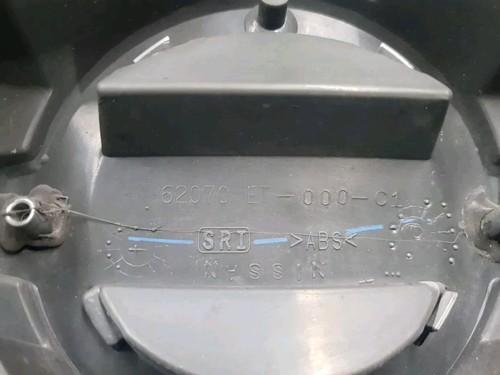 62070 ET-000-C1
SRI >ABS<
NISSIN